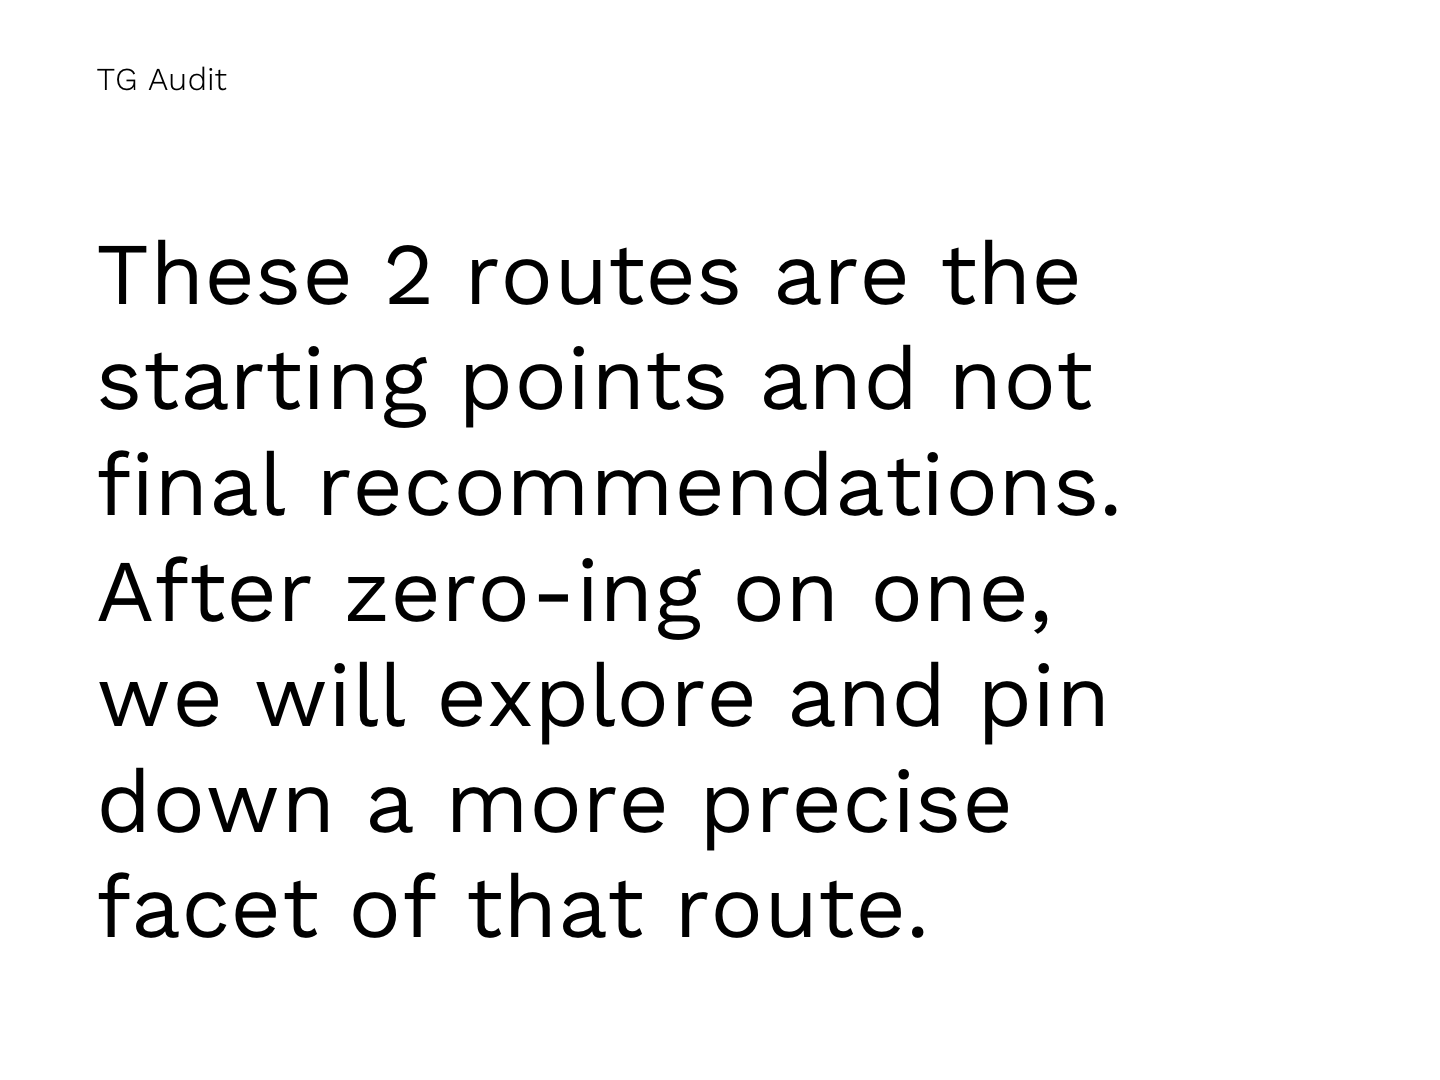 TG Audit
These 2 routes are the
starting points and not
final recommendations.
After zero-ing on one,
we will explore and pin
down a more precise
facet of that route.